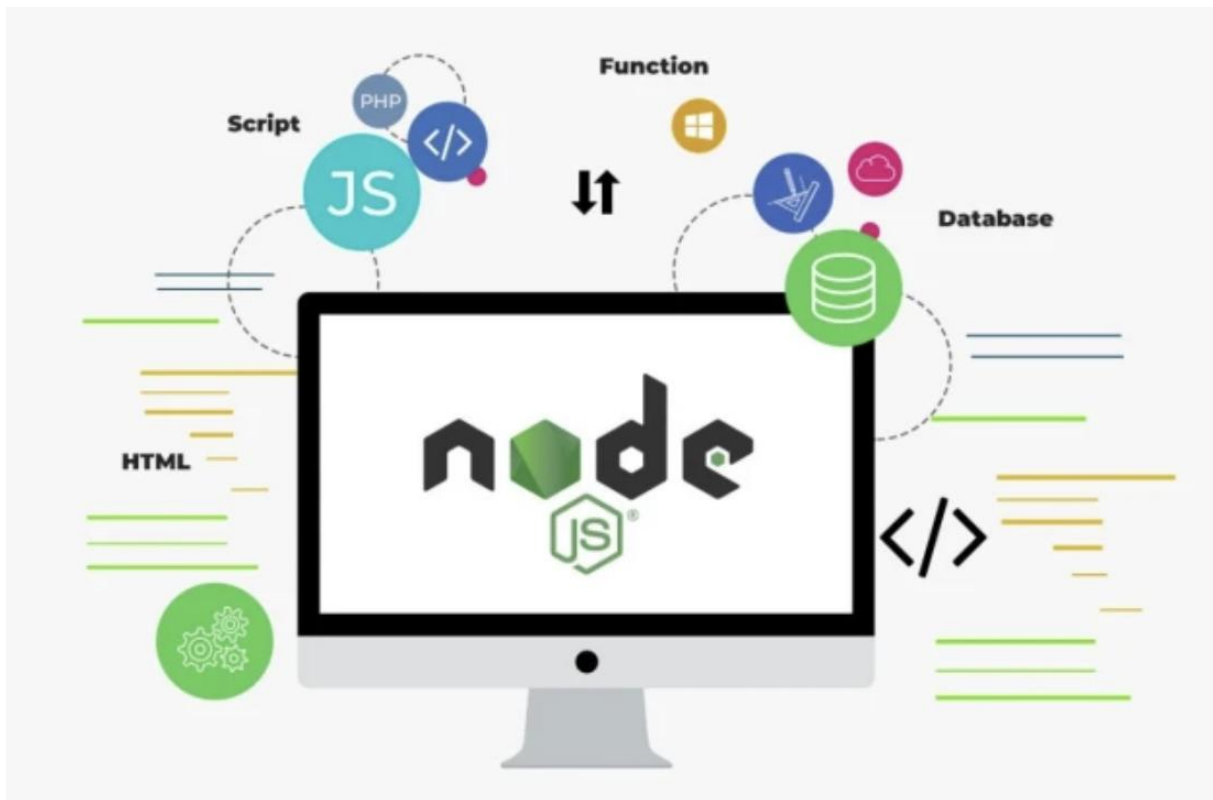 Function
PHP
Script
</>
JS
Database
node
JS®
HTML
</>